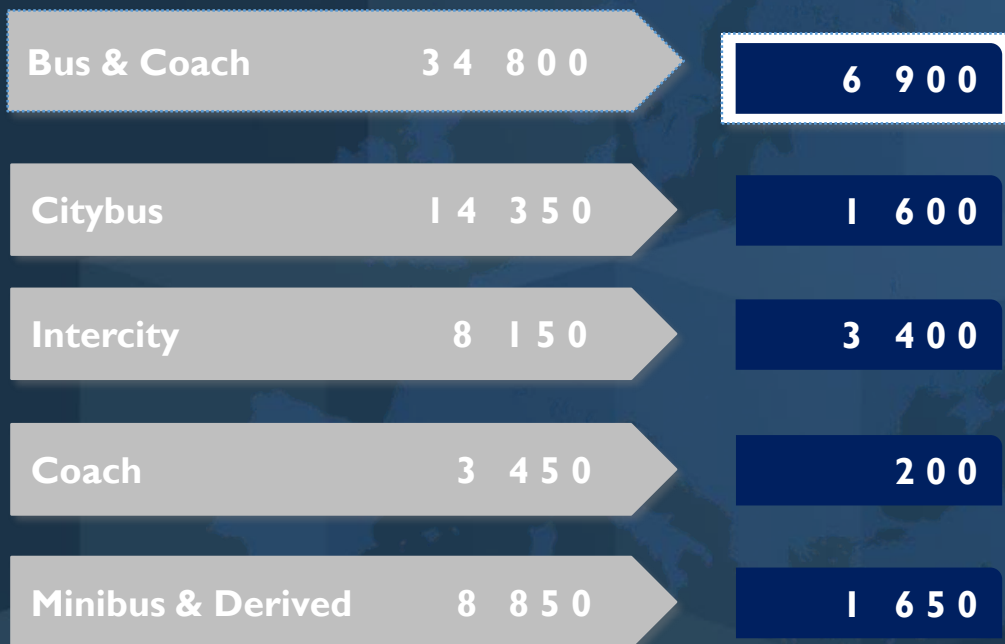 Bus & Coach 34 800 6 900
Citybus 14 350 1 600
Intercity 8 150 3 400
Coach 3 450 200
Minibus & Derived 8 850 1 650